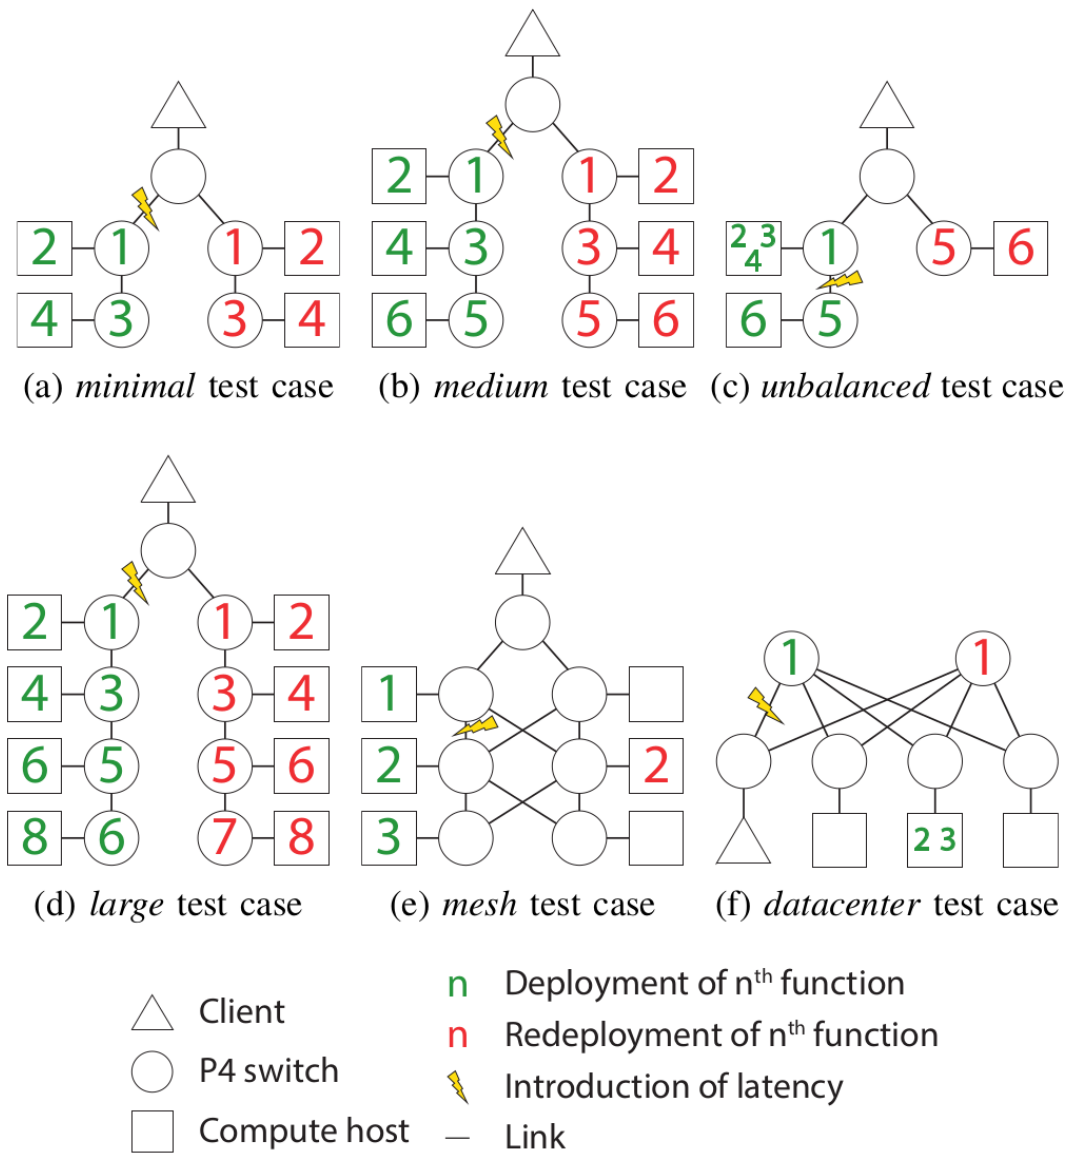 2 1 1 2
4 3 3 4
(a) minimal test case
2 1 1 2
4 3 3 4
6 5 5 6
(b) medium test case
2 3
4 1 5 6
6 5
(c) unbalanced test case
2 1 1 2
4 3 3 4
6 5 5 6
8 6 7 8
(d) large test case
1
2 2
3
(e) mesh test case
1 1
2 3
(f) datacenter test case
Client
P4 switch
Compute host
n Deployment of nth function
n Redeployment of nth function
Introduction of latency
Link